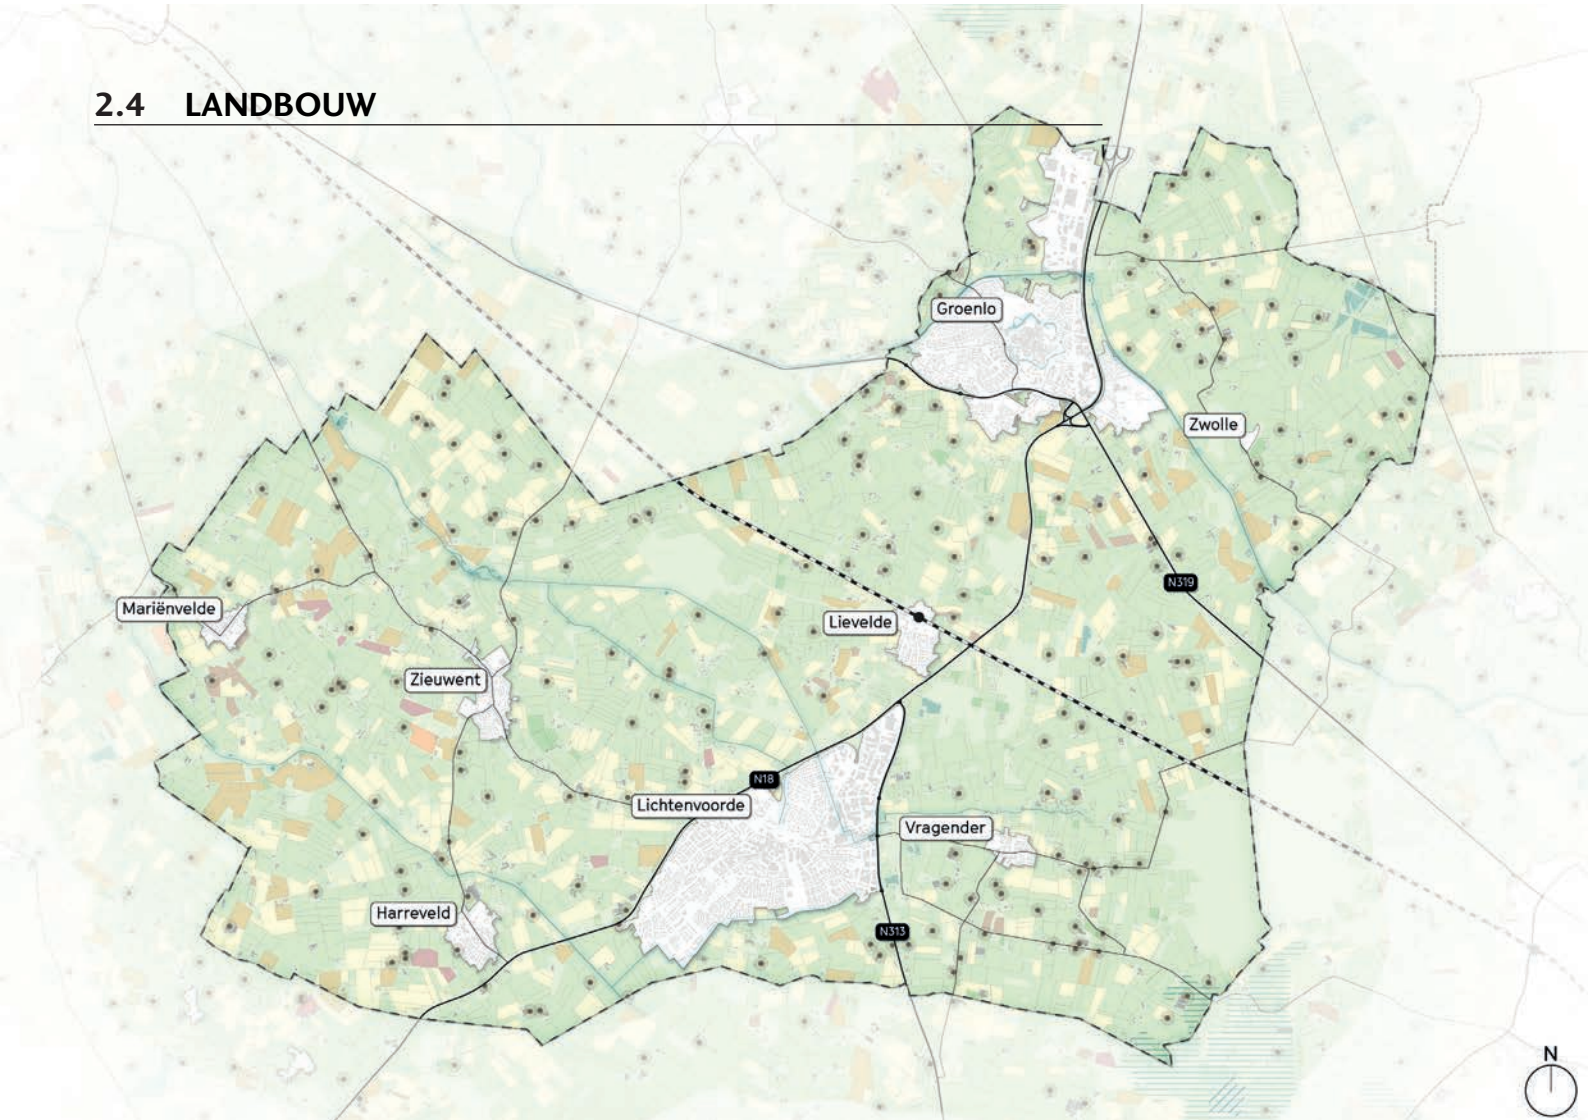 2.4 LANDBOUW
Groenlo
Zwolle
N319
Mariënvelde
Lievelde
Zieuwent
N18
Lichtenvoorde
Vragender
Harreveld
N313
N